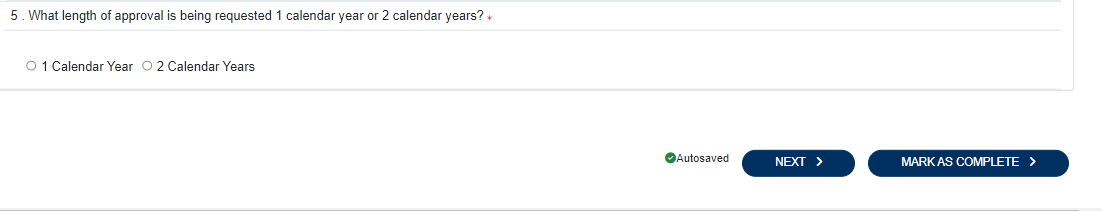 5 . What length of approval is being requested 1 calendar year or 2 calendar years? *
1 Calendar Year 2 Calendar Years
Autosaved NEXT > MARK AS COMPLETE >